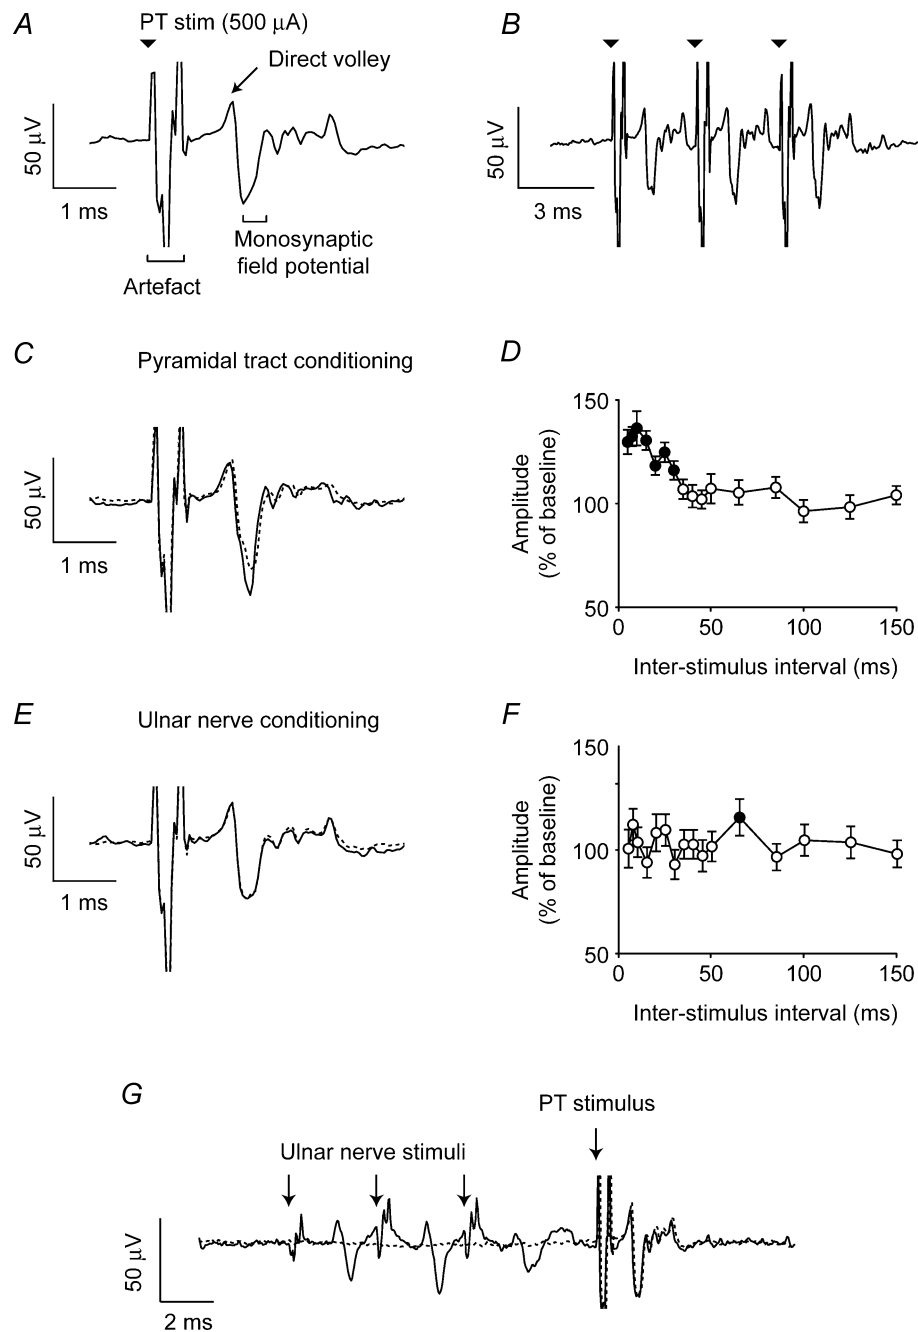 A
PT stim (500 µA)
Direct volley
50 µV
1 ms
Monosynaptic
field potential
Artefact
B
50 µV
3 ms
C
Pyramidal tract conditioning
50 µV
1 ms
D
150
100
50
Amplitude
(% of baseline)
0 50 100 150
Inter-stimulus interval (ms)
E
Ulnar nerve conditioning
50 µV
1 ms
F
150
100
50
Amplitude
(% of baseline)
0 50 100 150
Inter-stimulus interval (ms)
G
PT stimulus
Ulnar nerve stimuli
50 µV
2 ms